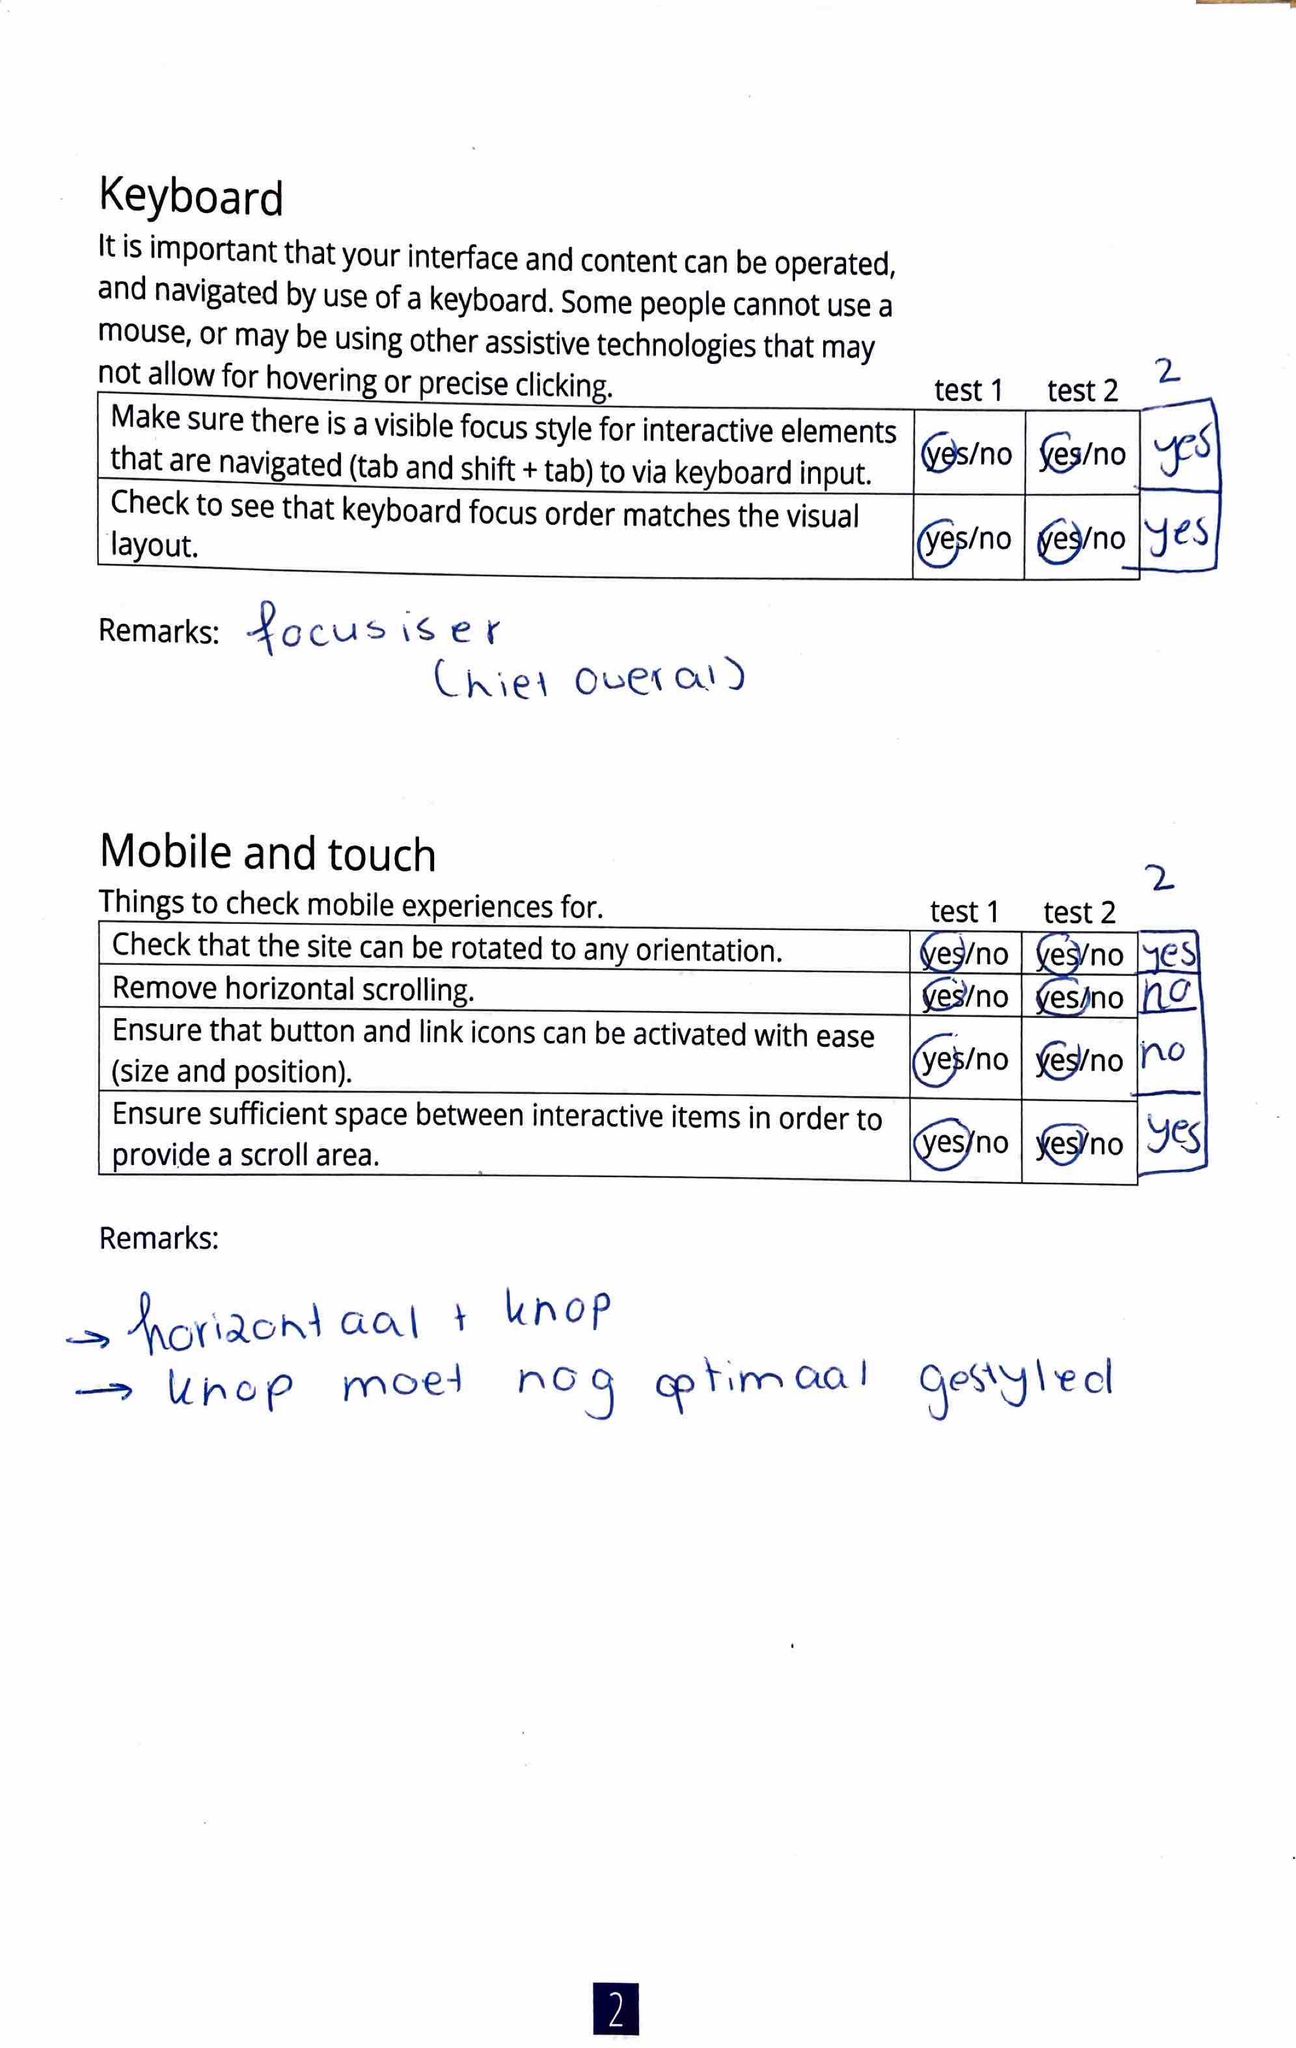 Keyboard
It is important that your interface and content can be operated,
and navigated by use of a keyboard. Some people cannot use a
mouse, or may be using other assistive technologies that may
not allow for hovering or precise clicking.
test 1 test 2 2
Make sure there is a visible focus style for interactive elements
that are navigated (tab and shift + tab) to via keyboard input.
yes/no yes/no yes
Check to see that keyboard focus order matches the visual
layout.
yes/no yes/no yes
Remarks: focus is er
(niet overal)
Mobile and touch
Things to check mobile experiences for.
test 1 test 2 2
Check that the site can be rotated to any orientation. yes/no yes/no yes
Remove horizontal scrolling. yes/no yes/no no
Ensure that button and link icons can be activated with ease
(size and position).
yes/no yes/no no
Ensure sufficient space between interactive items in order to
provide a scroll area.
yes/no yes/no yes
Remarks:
→ horizontaal + knop
→ knop moet nog optimaal gestyled
2